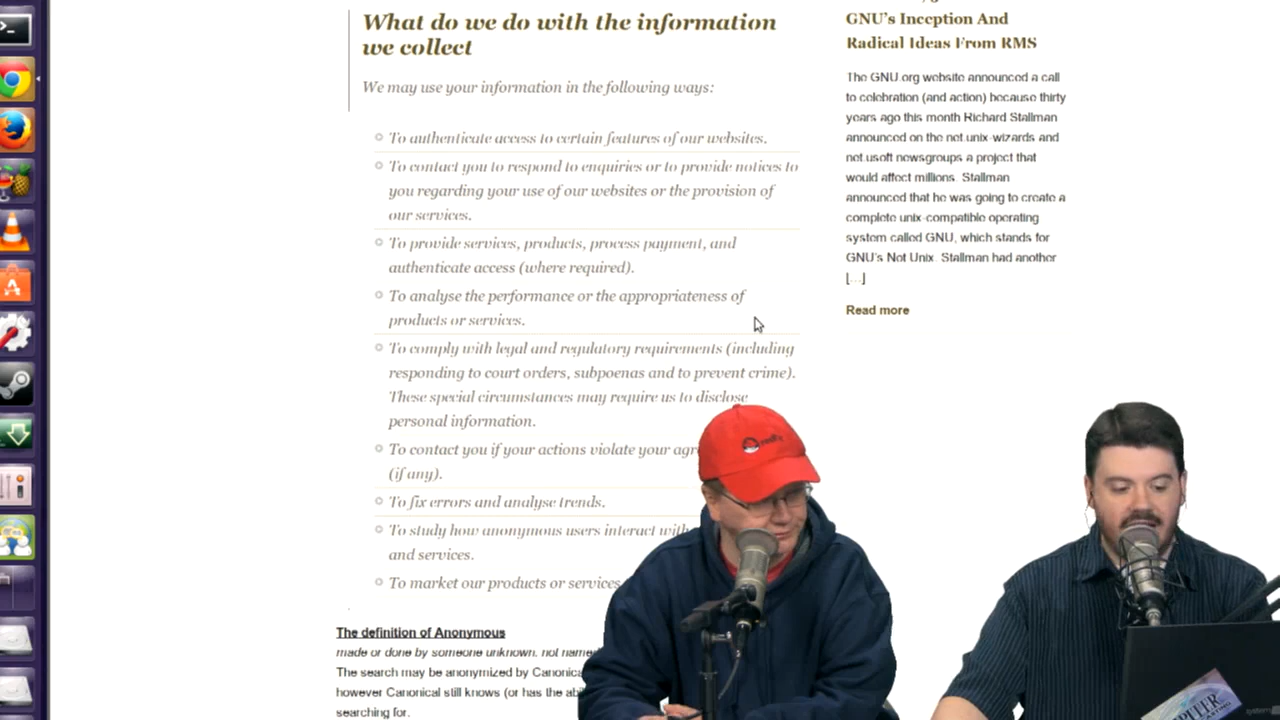 What do we do with the information
we collect
We may use your information in the following ways:
To authenticate access to certain features of our websites.
To contact you to respond to enquiries or to provide notices to
you regarding your use of our websites or the provision of
our services.
To provide services, products, process payment, and
authenticate access (where required).
To analyse the performance or the appropriateness of
products or services.
To comply with legal and regulatory requirements (including
responding to court orders, subpoenas and to prevent crime).
These special circumstances may require us to disclose
personal information.
To contact you if your actions violate your
(if any).
To fix errors and analyse trends.
To study how anonymous users interact
and services.
To market our products or services
The definition of Anonymous
made or done by someone unknown. not named
The search may be anonymized by
however Canonical still knows (or has the
searching for.
GNU's Inception And
Radical Ideas From RMS
The GNU.org website announced a call
to celebration (and action) because thirty
years ago this month Richard Stallman
announced on the net.unix-wizards and
net.usoft newsgroups a project that
would affect millions. Stallman
announced that he was going to create a
complete unix-compatible operating
system called GNU, which stands for
GNU's Not Unix. Stallman had another
[...]
Read more